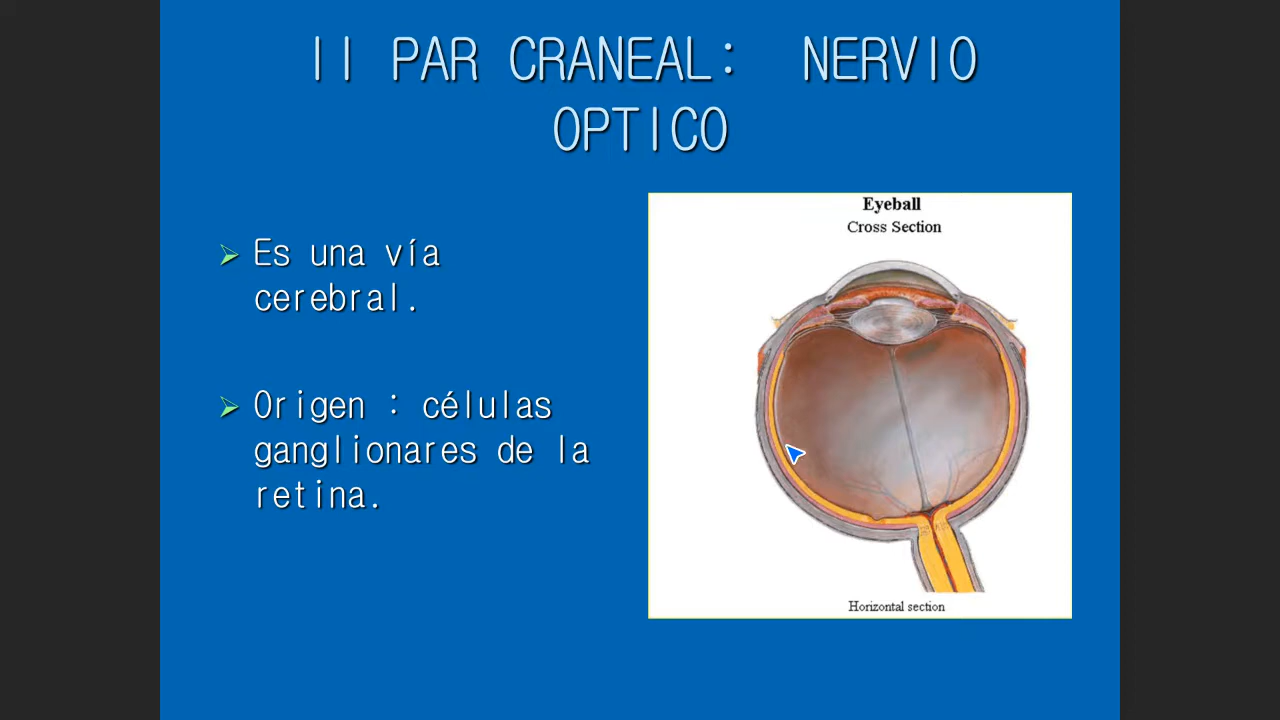 II PAR CRANEAL: NERVIO
OPTICO
Es una vía
cerebral.
Origen : células
ganglionares de la
retina.
Eyeball
Cross Section
Horizontal section